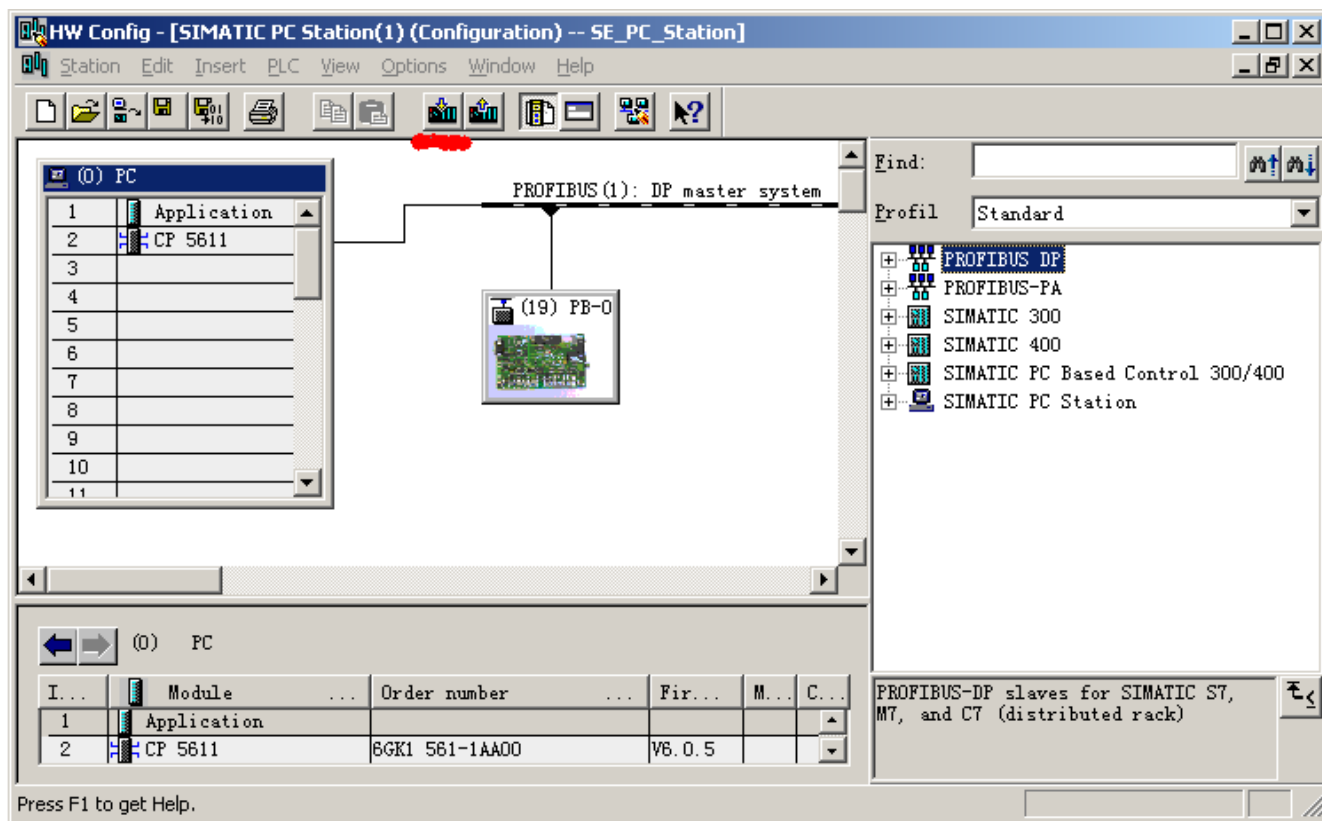 HW Config - [SIMATIC PC Station(1) (Configuration) -- SE_PC_Station]
Station Edit Insert PLC View Options Window Help
(0) PC
1 Application
2 CP 5611
3
4
5
6
7
8
9
10
11
PROFIBUS(1): DP master system
(19) PB-O
Find:
Profil Standard
PROFIBUS DP
PROFIBUS-PA
SIMATIC 300
SIMATIC 400
SIMATIC PC Based Control 300/400
SIMATIC PC Station
(0) PC
I... Module ... Order number ... Fir... M... C...
1 Application
2 CP 5611 6GK1 561-1AA00 V6.0.5
PROFIBUS-DP slaves for SIMATIC S7,
M7, and C7 (distributed rack)
Press F1 to get Help.